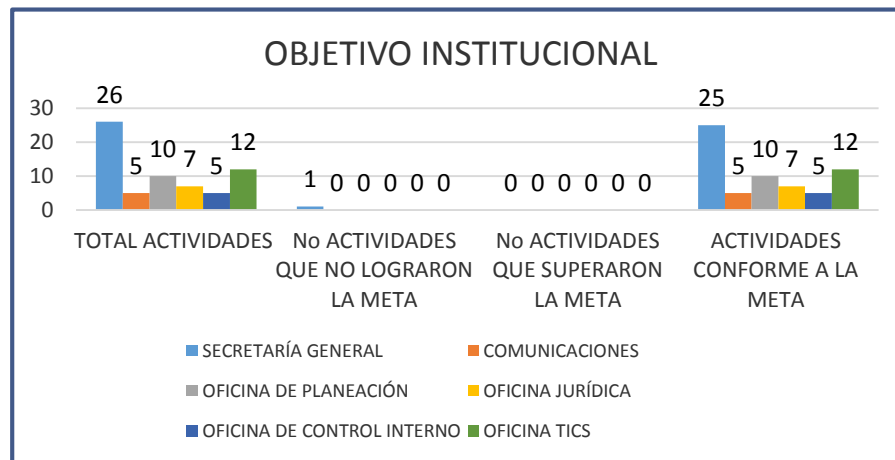 OBJETIVO INSTITUCIONAL
30
20
10
0
26
5
10
7
5
12
1
0
0
0
0
0
0
0
0
0
0
0
25
5
10
7
5
12
TOTAL ACTIVIDADES
No ACTIVIDADES
QUE NO LOGRARON
LA META
No ACTIVIDADES
QUE SUPERARON
LA META
ACTIVIDADES
CONFORME A LA
META
SECRETARÍA GENERAL
COMUNICACIONES
OFICINA DE PLANEACIÓN
OFICINA JURÍDICA
OFICINA DE CONTROL INTERNO
OFICINA TICS